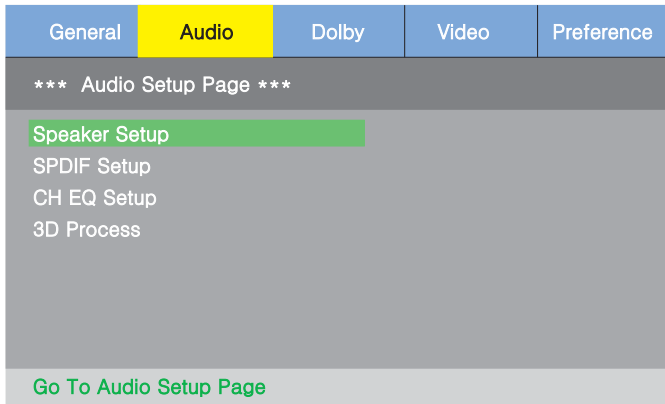 General Audio Dolby Video Preference
*** Audio Setup Page ***
Speaker Setup
SPDIF Setup
CH EQ Setup
3D Process
Go To Audio Setup Page